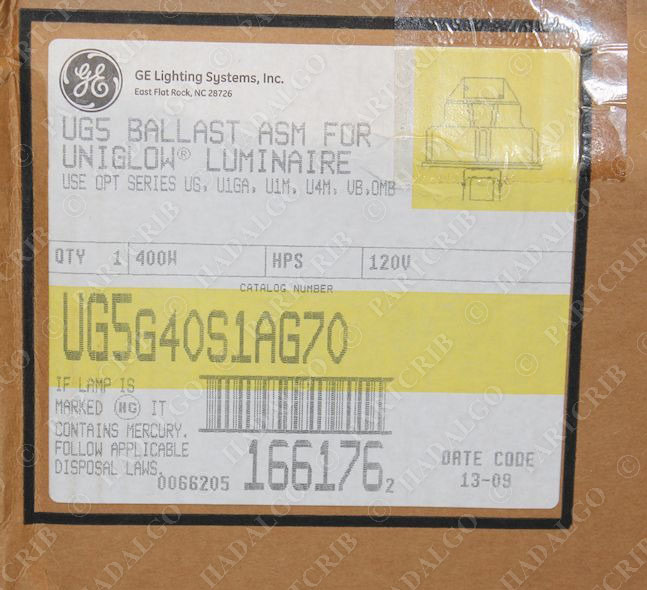 GE
GE Lighting Systems, Inc.
East Flat Rock, NC 28726
UG5 BALLAST ASM FOR
UNIGLOW® LUMINAIRE
USE OPT SERIES UG, U1GA, U1M, U4M, VB,OMB
QTY 1 400W HPS 120V
CATALOG NUMBER
UG5G40S1AG70
IF LAMP IS
MARKED HG IT
CONTAINS MERCURY.
FOLLOW APPLICABLE
DISPOSAL LAWS.
0066205 166176 2
DATE CODE
13-09
© HADALGO PARTCRIB